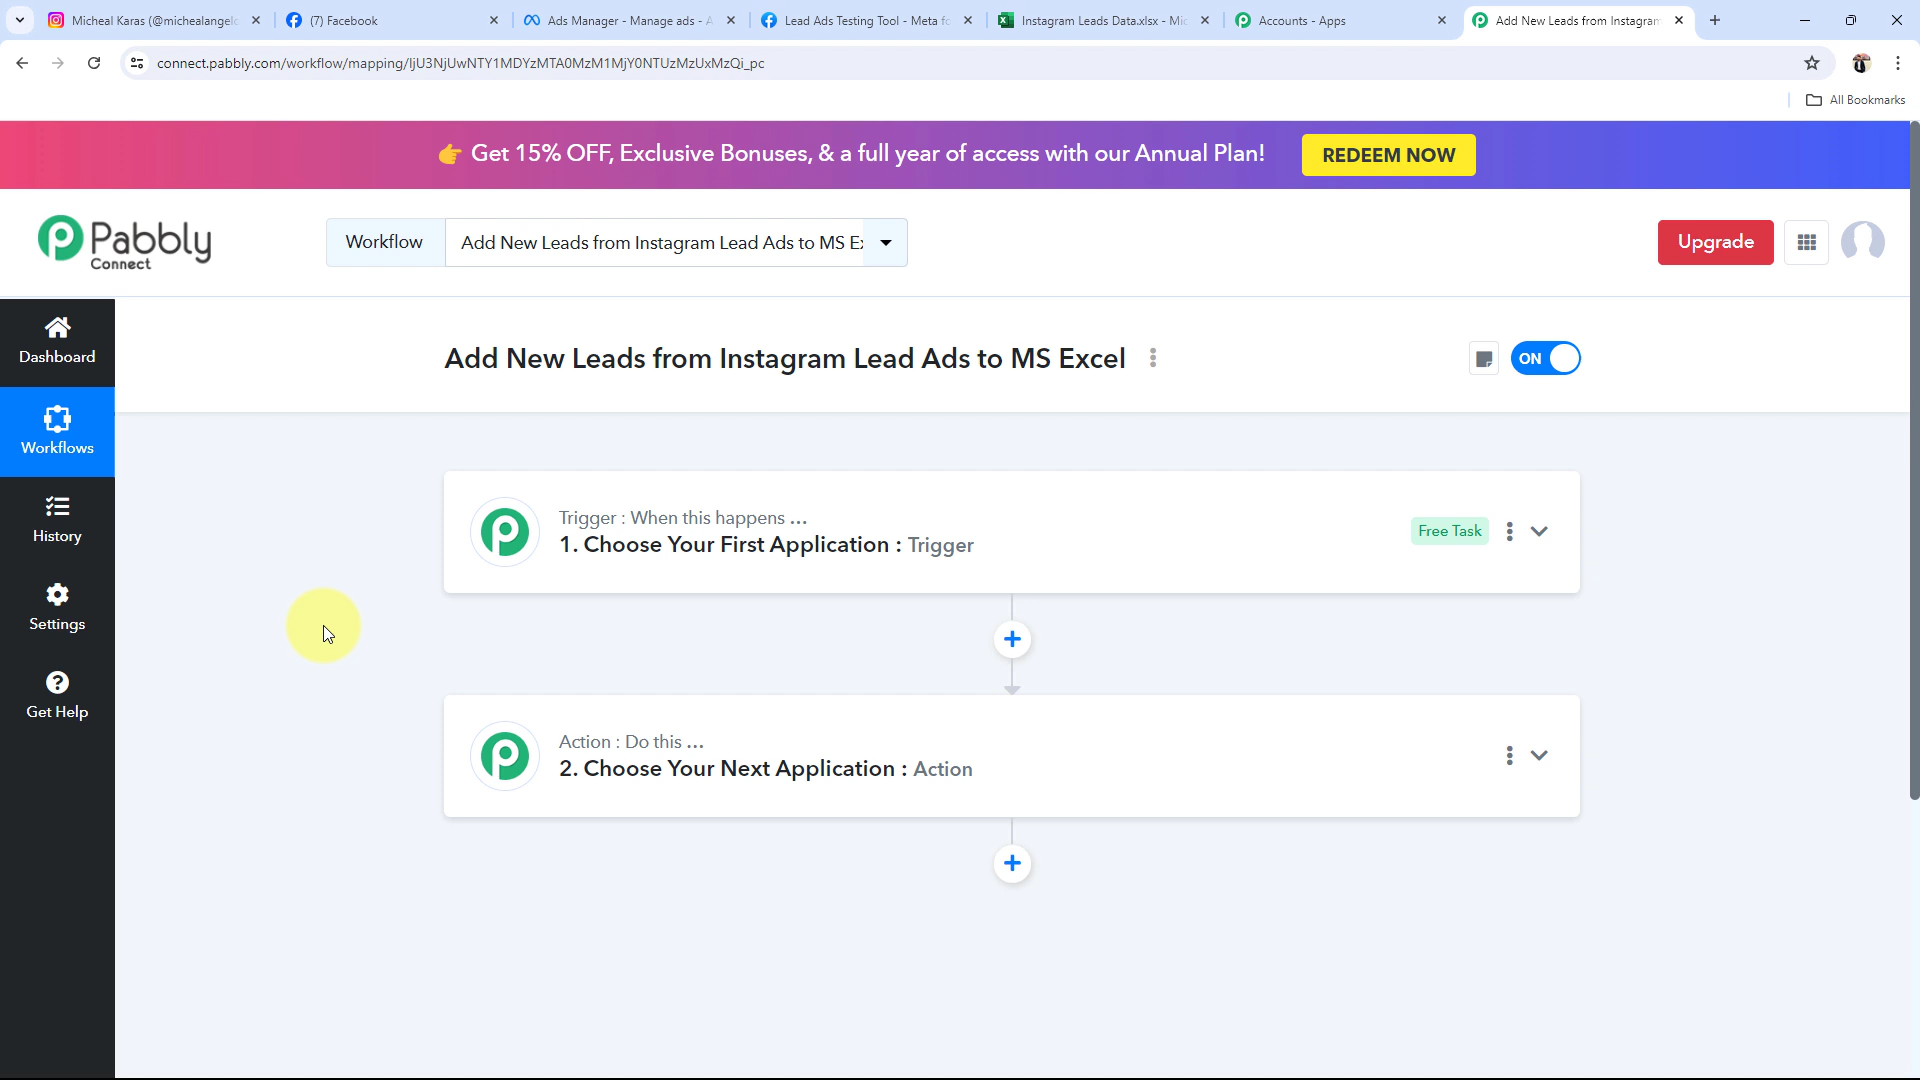 Micheal Karas (@michealangelo
(7) Facebook
Ads Manager - Manage ads - A
Lead Ads Testing Tool - Meta fo
Instagram Leads Data.xlsx - Mic
Accounts - Apps
Add New Leads from Instagram
connect.pabbly.com/workflow/mapping/IjU3NjUwNTY1MDYzMTA0MzM1MjY0NTUzMzUxMzQi_pc
All Bookmarks
👉 Get 15% OFF, Exclusive Bonuses, & a full year of access with our Annual Plan!
REDEEM NOW
Pabbly
Connect
Workflow
Add New Leads from Instagram Lead Ads to MS Ex
Upgrade
Dashboard
Workflows
History
Settings
Get Help
Add New Leads from Instagram Lead Ads to MS Excel
ON
Trigger : When this happens ...
1. Choose Your First Application : Trigger
Free Task
Action : Do this ...
2. Choose Your Next Application : Action